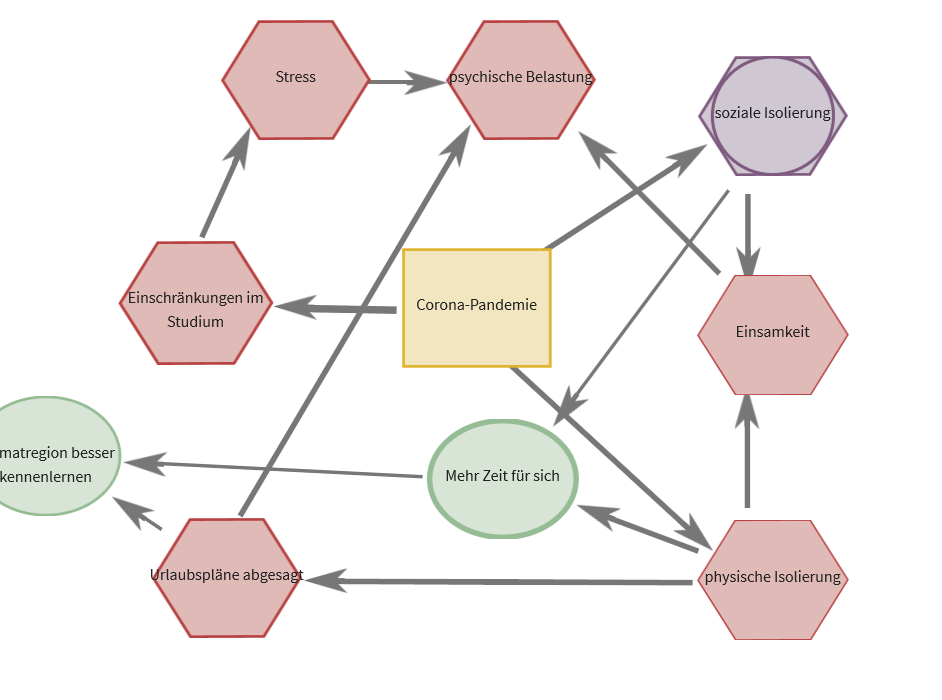 Stress
psychische Belastung
soziale Isolierung
Einschränkungen im
Studium
Corona-Pandemie
Einsamkeit
matregion besser
kennenlernen
Mehr Zeit für sich
Urlaubspläne abgesagt
physische Isolierung